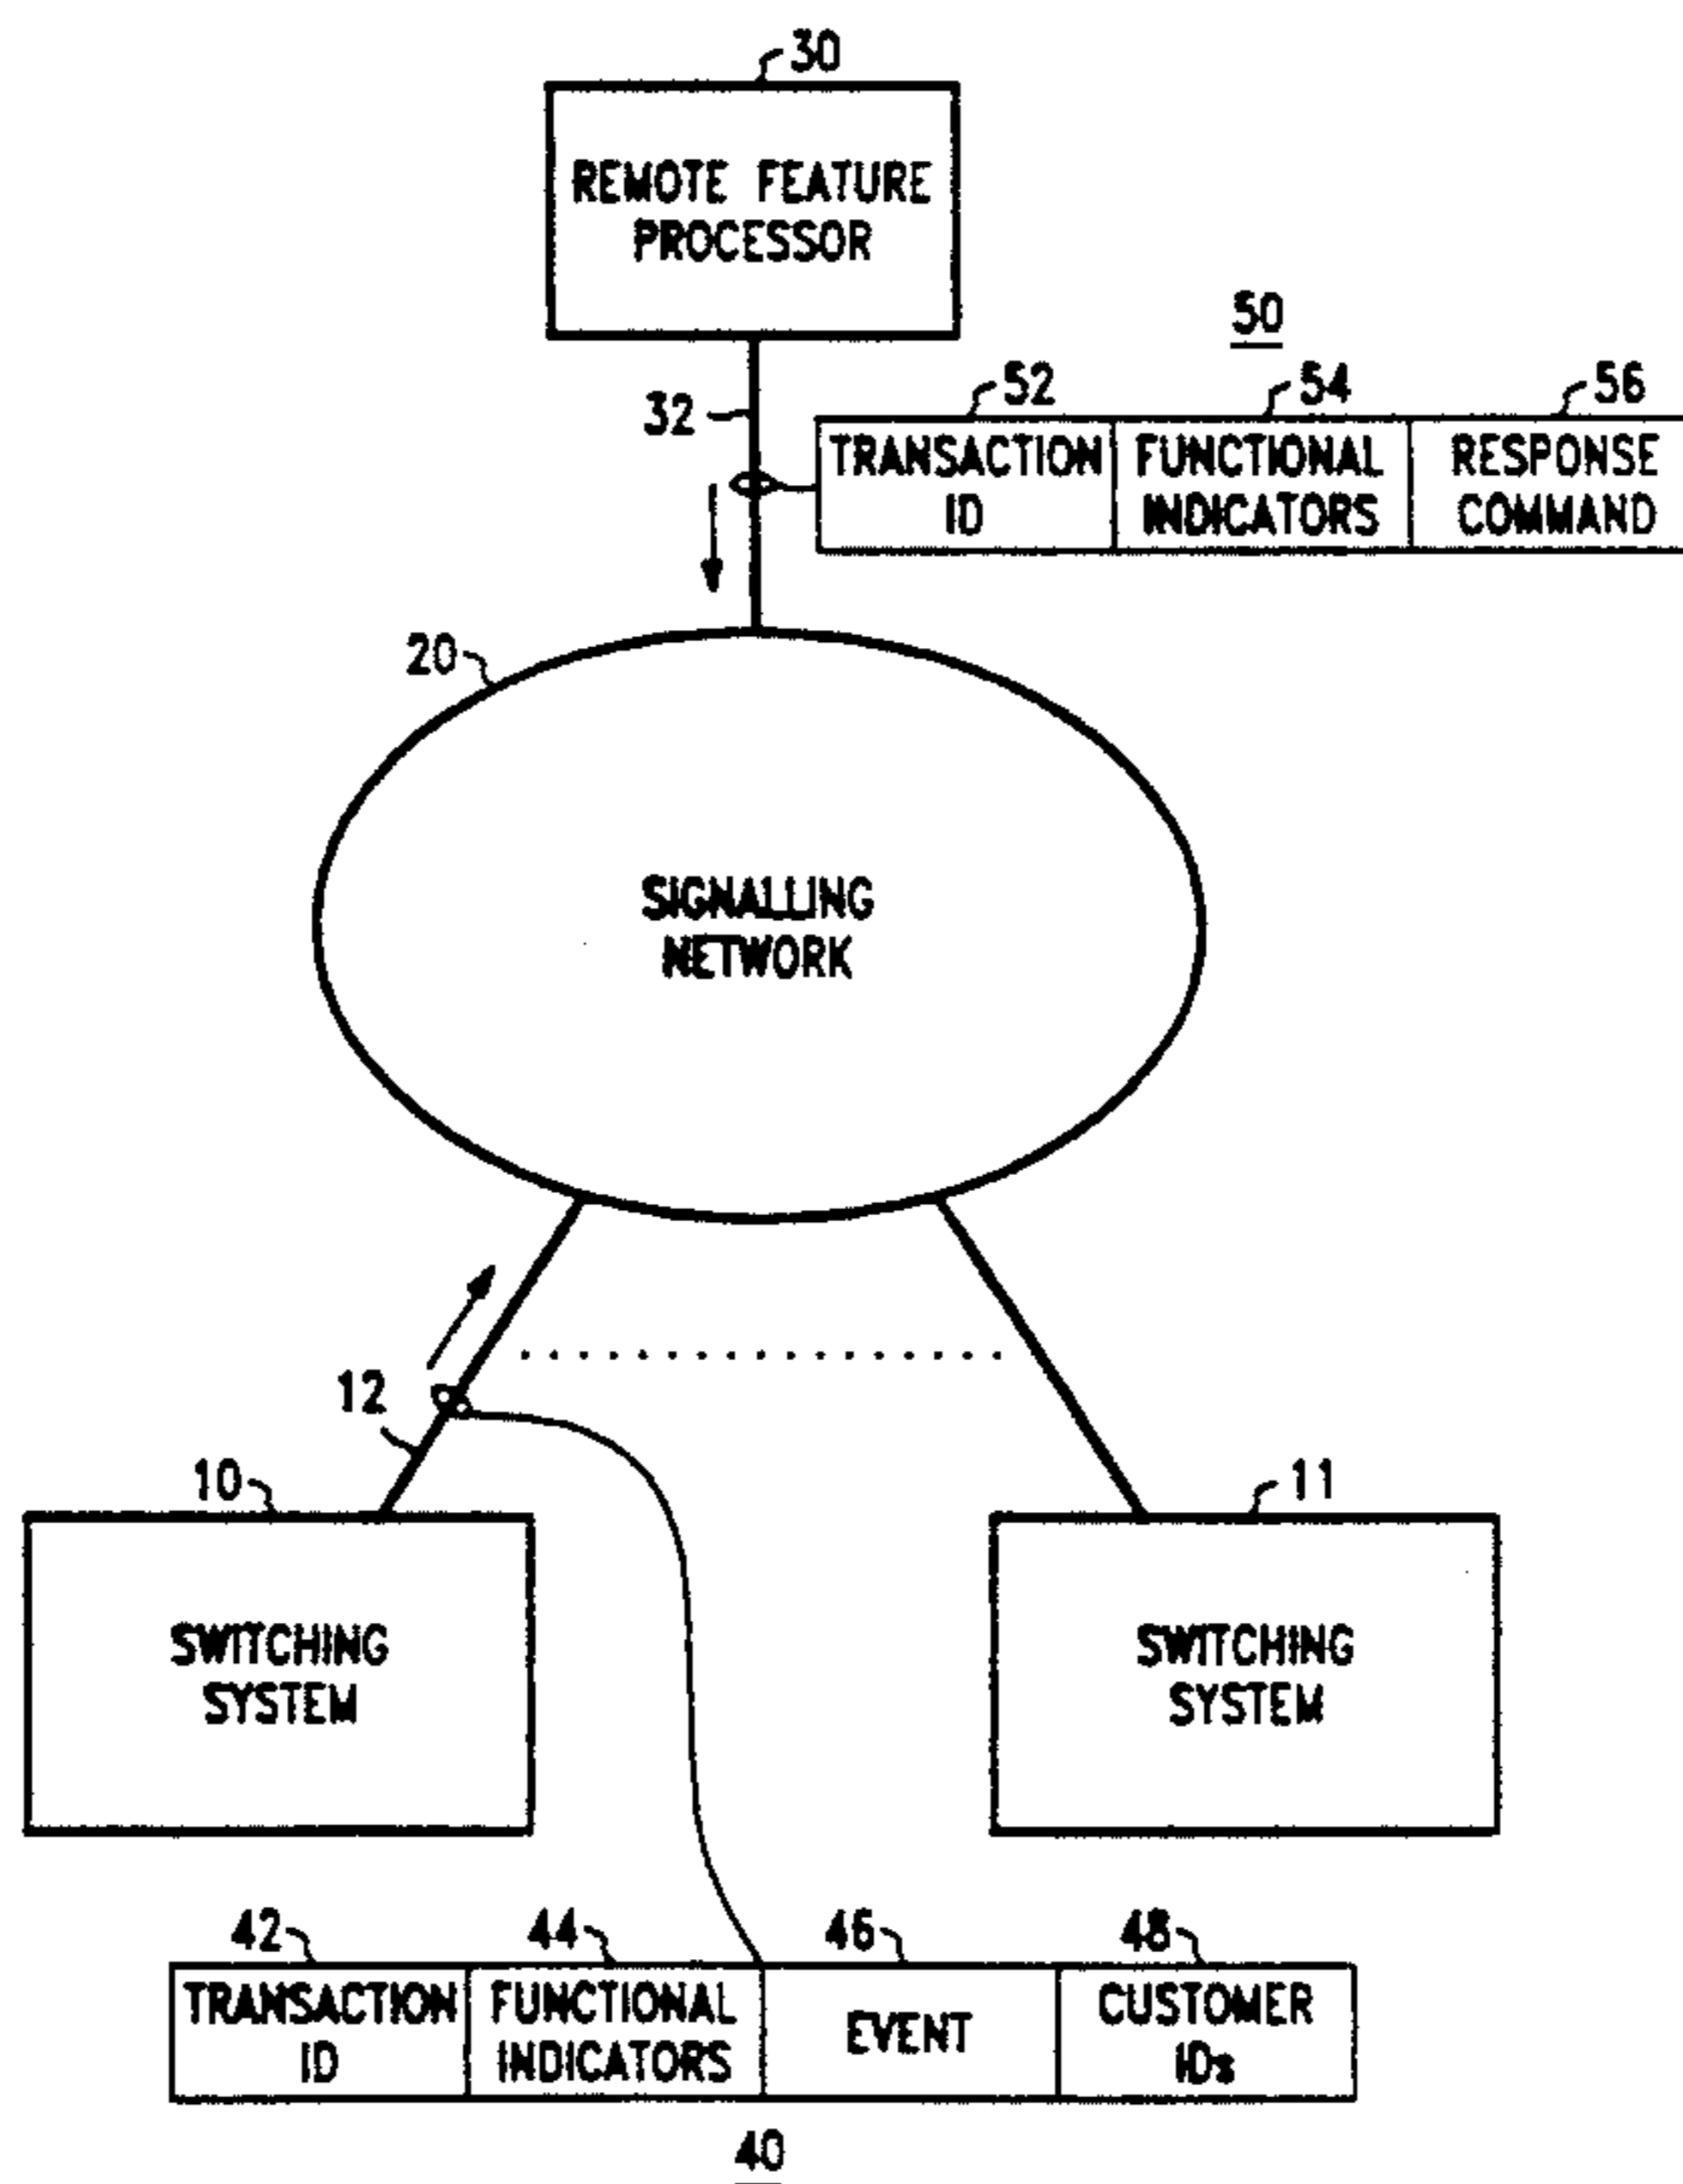 30
REMOTE FEATURE
PROCESSOR
50
32
52
54
56
TRANSACTION
ID
FUNCTIONAL
INDICATORS
RESPONSE
COMMAND
20
SIGNALLING
NETWORK
12
10
11
SWITCHING
SYSTEM
SWITCHING
SYSTEM
42
44
46
48
TRANSACTION
ID
FUNCTIONAL
INDICATORS
EVENT
CUSTOMER
IDs
40